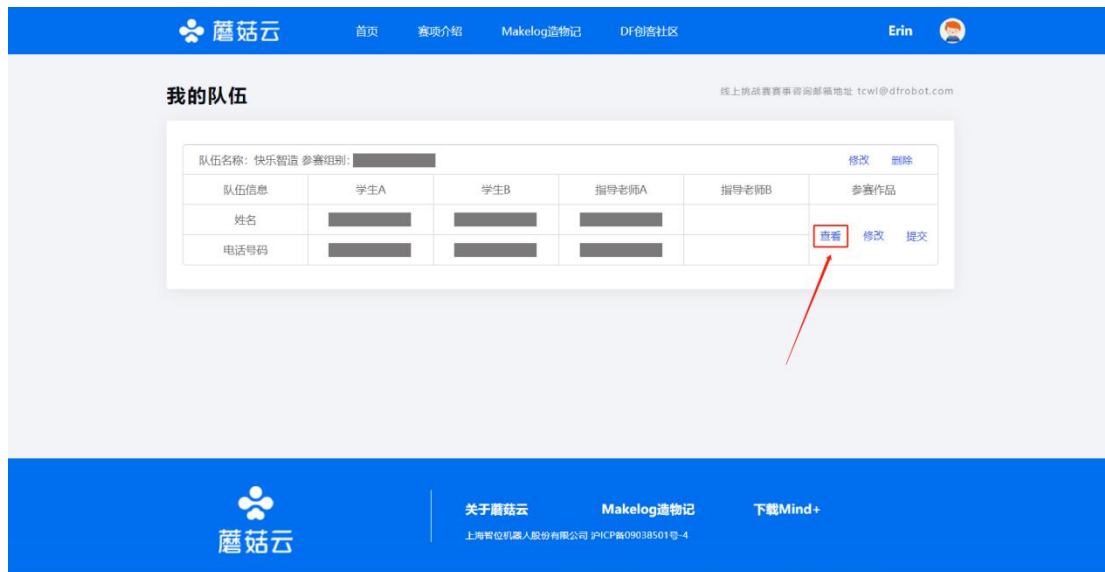 蘑菇云 首页 赛项介绍 Makelog造物记 DF创客社区 Erin
我的队伍 线上挑战赛赛事咨询邮箱地址 tcwl@dfrobot.com
队伍名称：快乐智造 参赛组别： 修改 删除
队伍信息 学生A 学生B 指导老师A 指导老师B 参赛作品
姓名
查看 修改 提交
电话号码
关于蘑菇云 Makelog造物记 下载Mind+
上海智位机器人股份有限公司 沪ICP备09038501号-4
蘑菇云